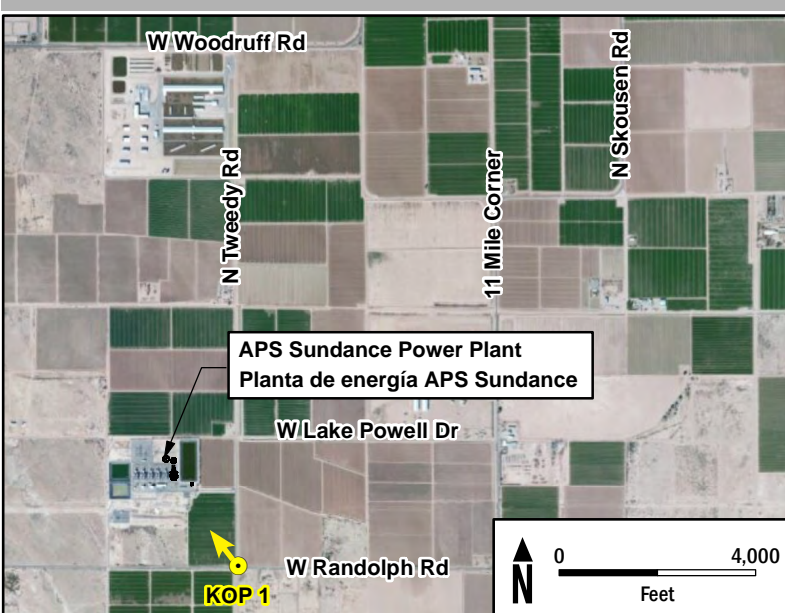 W Woodruff Rd
N Skousen Rd
N Tweedy Rd
11 Mile Corner
APS Sundance Power Plant
Planta de energía APS Sundance
W Lake Powell Dr
W Randolph Rd
KOP 1
N
0 4,000
Feet